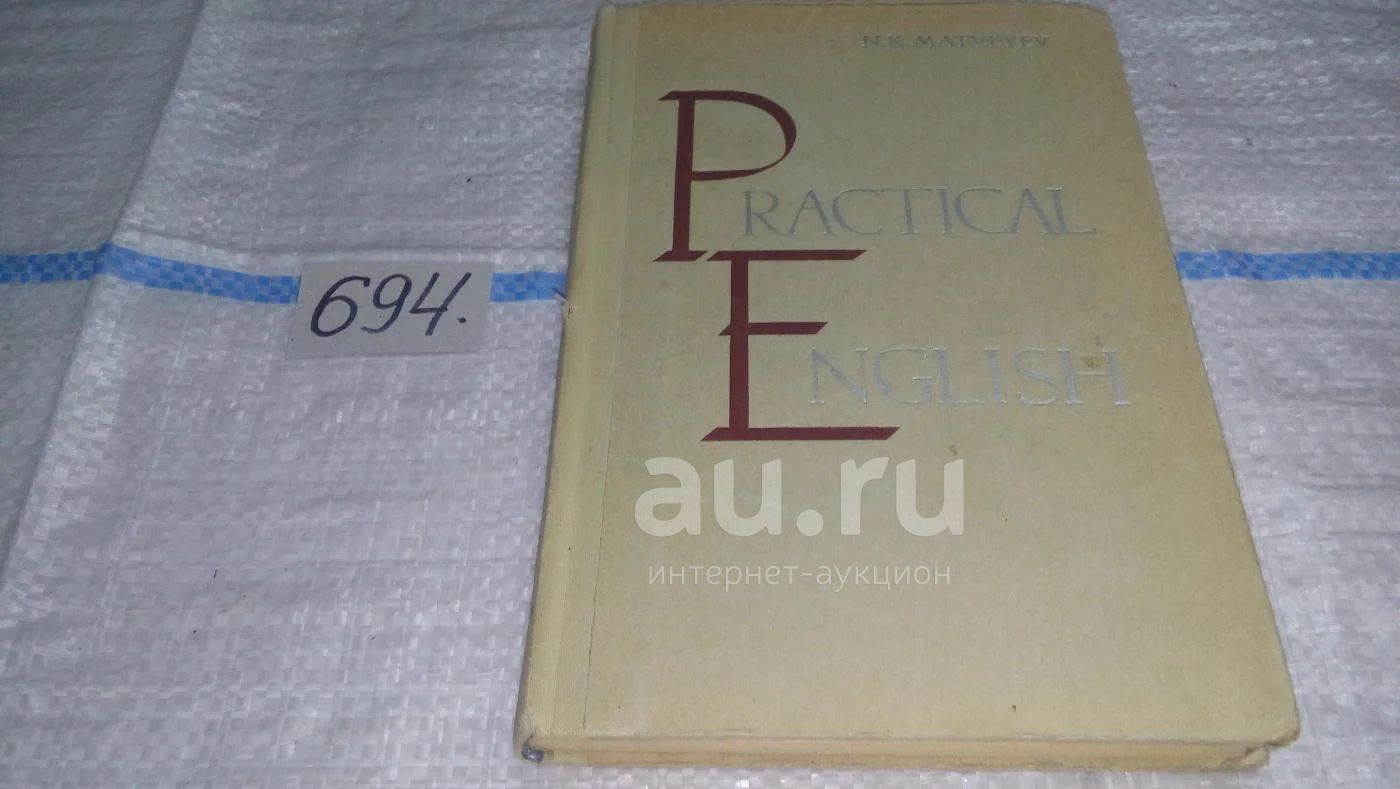 N.K. MATVEYEV
PRACTICAL
ENGLISH
694.
au.ru
интернет-аукцион